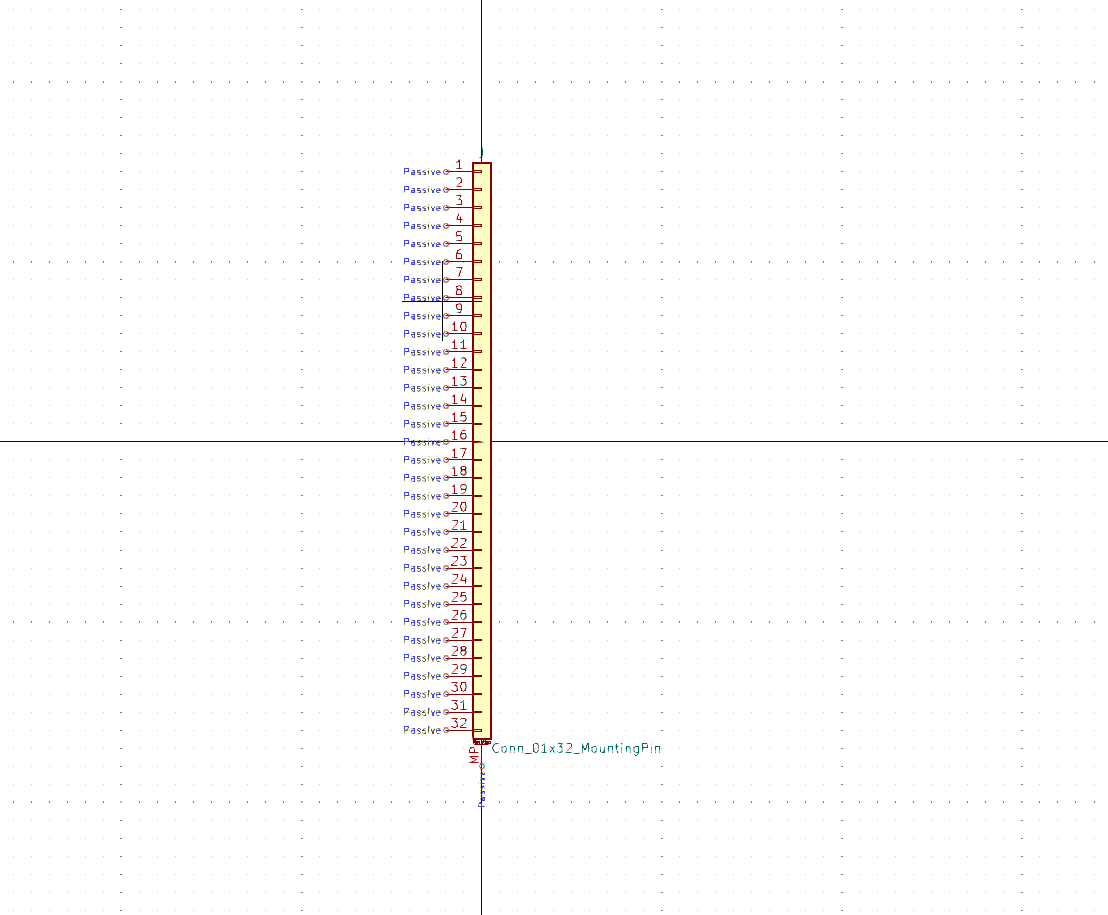 J
Passive 1
Passive 2
Passive 3
Passive 4
Passive 5
Passive 6
Passive 7
Passive 8
Passive 9
Passive 10
Passive 11
Passive 12
Passive 13
Passive 14
Passive 15
Passive 16
Passive 17
Passive 18
Passive 19
Passive 20
Passive 21
Passive 22
Passive 23
Passive 24
Passive 25
Passive 26
Passive 27
Passive 28
Passive 29
Passive 30
Passive 31
Passive 32
Conn_01x32_MountingPin
MP
Passive